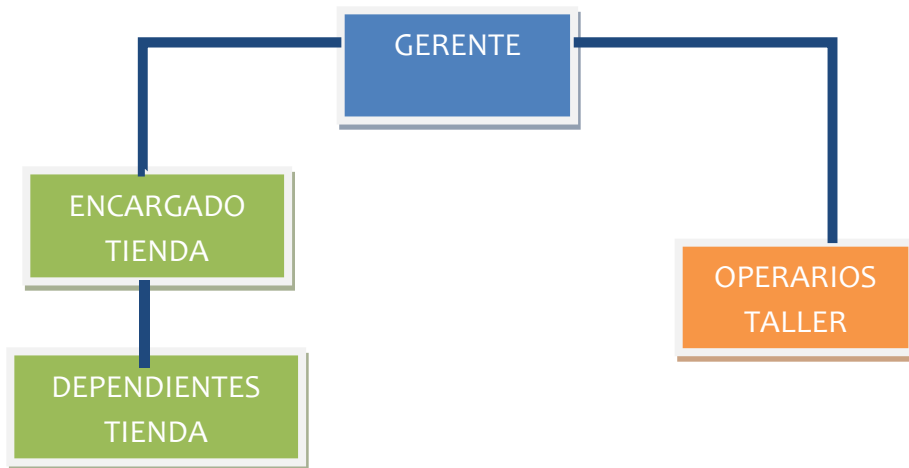 GERENTE
ENCARGADO
TIENDA
OPERARIOS
TALLER
DEPENDIENTES
TIENDA